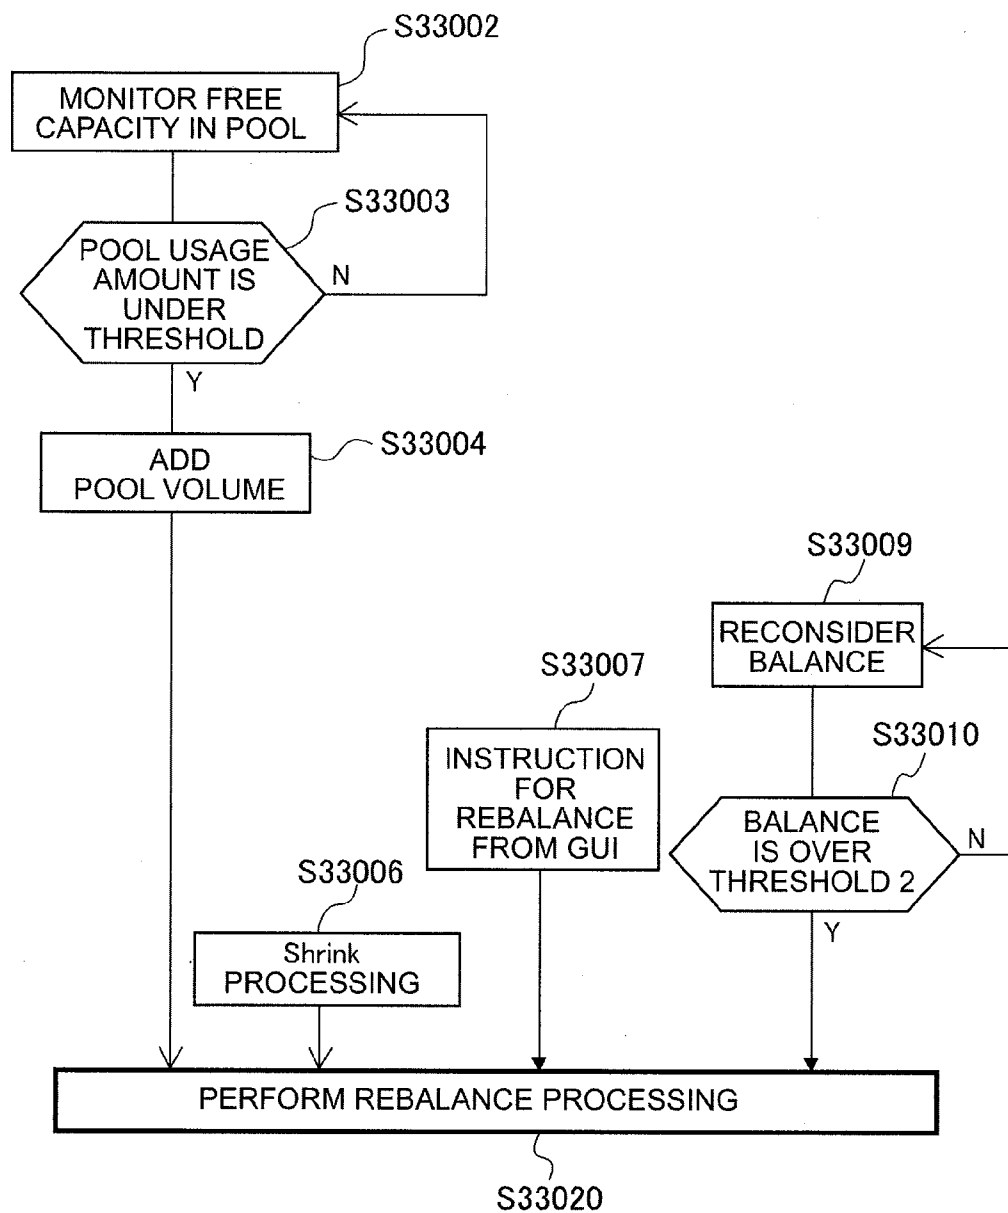 S33002
MONITOR FREE
CAPACITY IN POOL
S33003
POOL USAGE
AMOUNT IS
UNDER
THRESHOLD
N
Y
S33004
ADD
POOL VOLUME
S33009
RECONSIDER
BALANCE
S33007
INSTRUCTION
FOR
REBALANCE
FROM GUI
S33010
BALANCE
IS OVER
THRESHOLD 2
N
Y
S33006
Shrink
PROCESSING
PERFORM REBALANCE PROCESSING
S33020